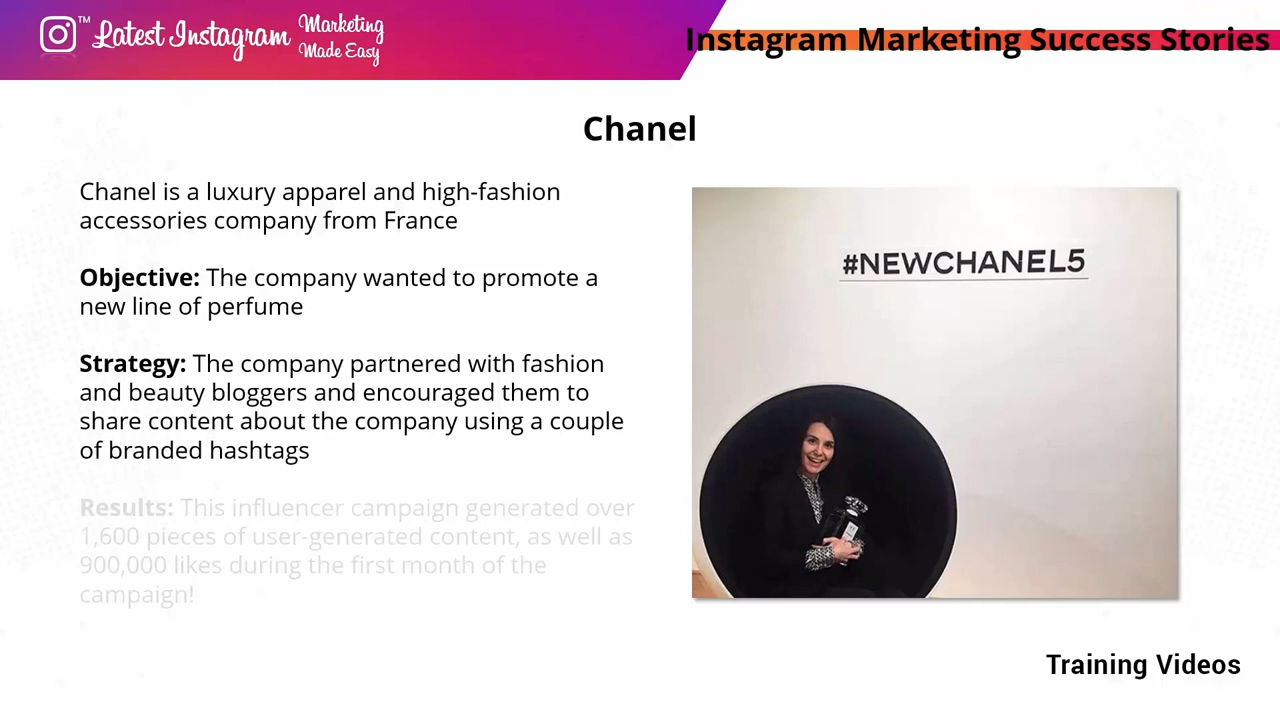 Latest Instagram Marketing
Made Easy
™
Instagram Marketing Success Stories
Chanel
Chanel is a luxury apparel and high-fashion
accessories company from France
Objective: The company wanted to promote a
new line of perfume
Strategy: The company partnered with fashion
and beauty bloggers and encouraged them to
share content about the company using a couple
of branded hashtags
Results: This influencer campaign generated over
1,600 pieces of user-generated content, as well as
900,000 likes during the first month of the
campaign!
#NEWCHANEL5
Training Videos